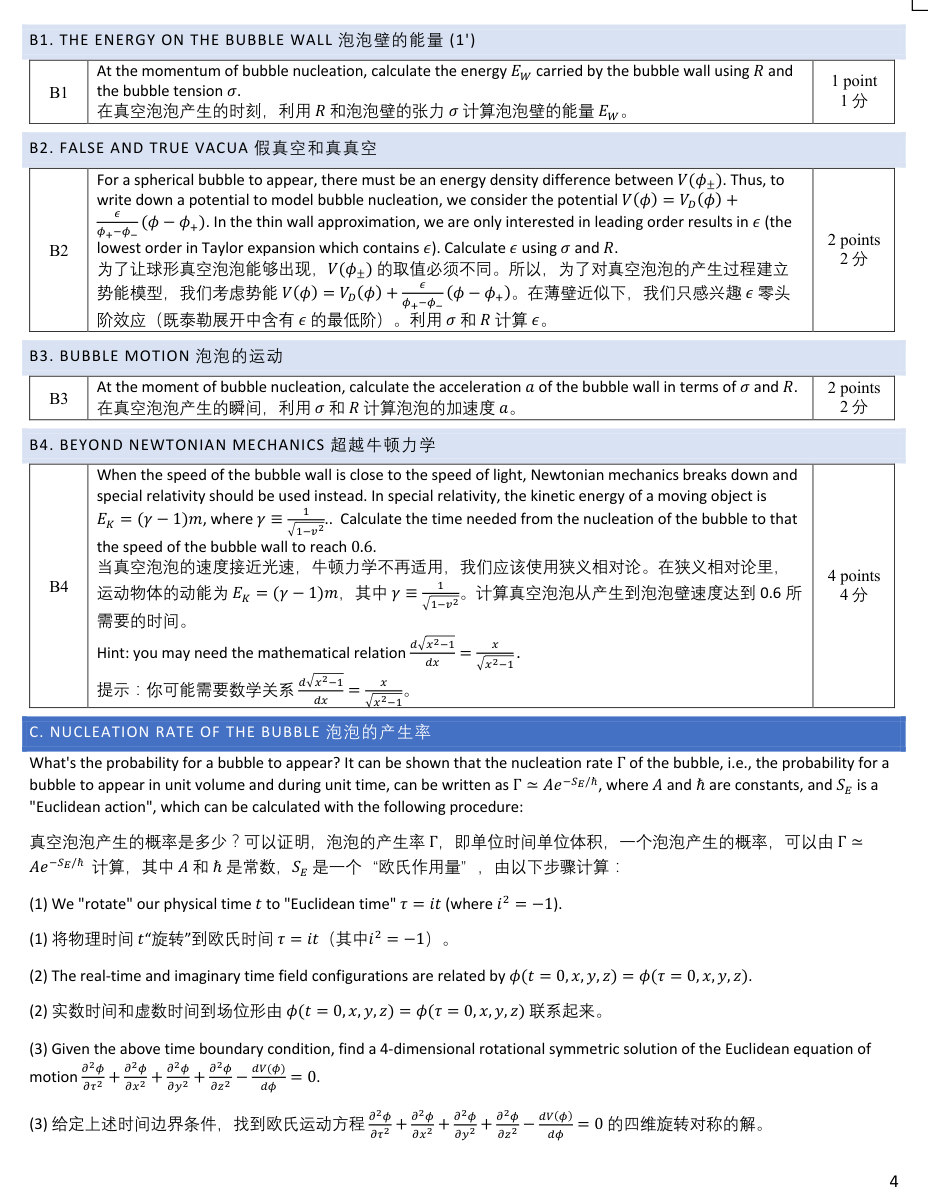 B1. THE ENERGY ON THE BUBBLE WALL 泡泡壁的能量 (1')
B1
At the momentum of bubble nucleation, calculate the energy E_W carried by the bubble wall using R and
the bubble tension σ.
在真空泡泡产生的时刻，利用 R 和泡泡壁的张力 σ 计算泡泡壁的能量 E_W。
1 point
1 分
B2. FALSE AND TRUE VACUA 假真空和真真空
B2
For a spherical bubble to appear, there must be an energy density difference between V(ϕ_±). Thus, to
write down a potential to model bubble nucleation, we consider the potential V(ϕ) = V_D(ϕ) +
ϵ/(ϕ_+−ϕ_−) (ϕ − ϕ_+). In the thin wall approximation, we are only interested in leading order results in ϵ (the
lowest order in Taylor expansion which contains ϵ). Calculate ϵ using σ and R.
为了让球形真空泡泡能够出现，V(ϕ_±) 的取值必须不同。所以，为了对真空泡泡的产生过程建立
势能模型，我们考虑势能 V(ϕ) = V_D(ϕ) + ϵ/(ϕ_+−ϕ_−) (ϕ − ϕ_+)。在薄壁近似下，我们只感兴趣 ϵ 零头
阶效应（既泰勒展开中含有 ϵ 的最低阶）。利用 σ 和 R 计算 ϵ。
2 points
2 分
B3. BUBBLE MOTION 泡泡的运动
B3
At the moment of bubble nucleation, calculate the acceleration a of the bubble wall in terms of σ and R.
在真空泡泡产生的瞬间，利用 σ 和 R 计算泡泡的加速度 a。
2 points
2 分
B4. BEYOND NEWTONIAN MECHANICS 超越牛顿力学
B4
When the speed of the bubble wall is close to the speed of light, Newtonian mechanics breaks down and
special relativity should be used instead. In special relativity, the kinetic energy of a moving object is
E_K = (γ − 1)m, where γ ≡ 1/√(1−v²).. Calculate the time needed from the nucleation of the bubble to that
the speed of the bubble wall to reach 0.6.
当真空泡泡的速度接近光速，牛顿力学不再适用，我们应该使用狭义相对论。在狭义相对论里，
运动物体的动能为 E_K = (γ − 1)m，其中 γ ≡ 1/√(1−v²)。计算真空泡泡从产生到泡泡壁速度达到 0.6 所
需要的时间。
Hint: you may need the mathematical relation d√(x²−1)/dx = x/√(x²−1).
提示：你可能需要数学关系 d√(x²−1)/dx = x/√(x²−1)。
4 points
4 分
C. NUCLEATION RATE OF THE BUBBLE 泡泡的产生率
What's the probability for a bubble to appear? It can be shown that the nucleation rate Γ of the bubble, i.e., the probability for a
bubble to appear in unit volume and during unit time, can be written as Γ ≃ Ae^(−S_E/ℏ), where A and ℏ are constants, and S_E is a
"Euclidean action", which can be calculated with the following procedure:
真空泡泡产生的概率是多少？可以证明，泡泡的产生率 Γ，即单位时间单位体积，一个泡泡产生的概率，可以由 Γ ≃
Ae^(−S_E/ℏ) 计算，其中 A 和 ℏ 是常数，S_E 是一个“欧氏作用量”，由以下步骤计算：
(1) We "rotate" our physical time t to "Euclidean time" τ = it (where i² = −1).
(1) 将物理时间 t“旋转”到欧氏时间 τ = it（其中i² = −1）。
(2) The real-time and imaginary time field configurations are related by ϕ(t = 0, x, y, z) = ϕ(τ = 0, x, y, z).
(2) 实数时间和虚数时间到场位形由 ϕ(t = 0, x, y, z) = ϕ(τ = 0, x, y, z) 联系起来。
(3) Given the above time boundary condition, find a 4-dimensional rotational symmetric solution of the Euclidean equation of
motion ∂²ϕ/∂τ² + ∂²ϕ/∂x² + ∂²ϕ/∂y² + ∂²ϕ/∂z² − dV(ϕ)/dϕ = 0.
(3) 给定上述时间边界条件，找到欧氏运动方程 ∂²ϕ/∂τ² + ∂²ϕ/∂x² + ∂²ϕ/∂y² + ∂²ϕ/∂z² − dV(ϕ)/dϕ = 0 的四维旋转对称的解。
4